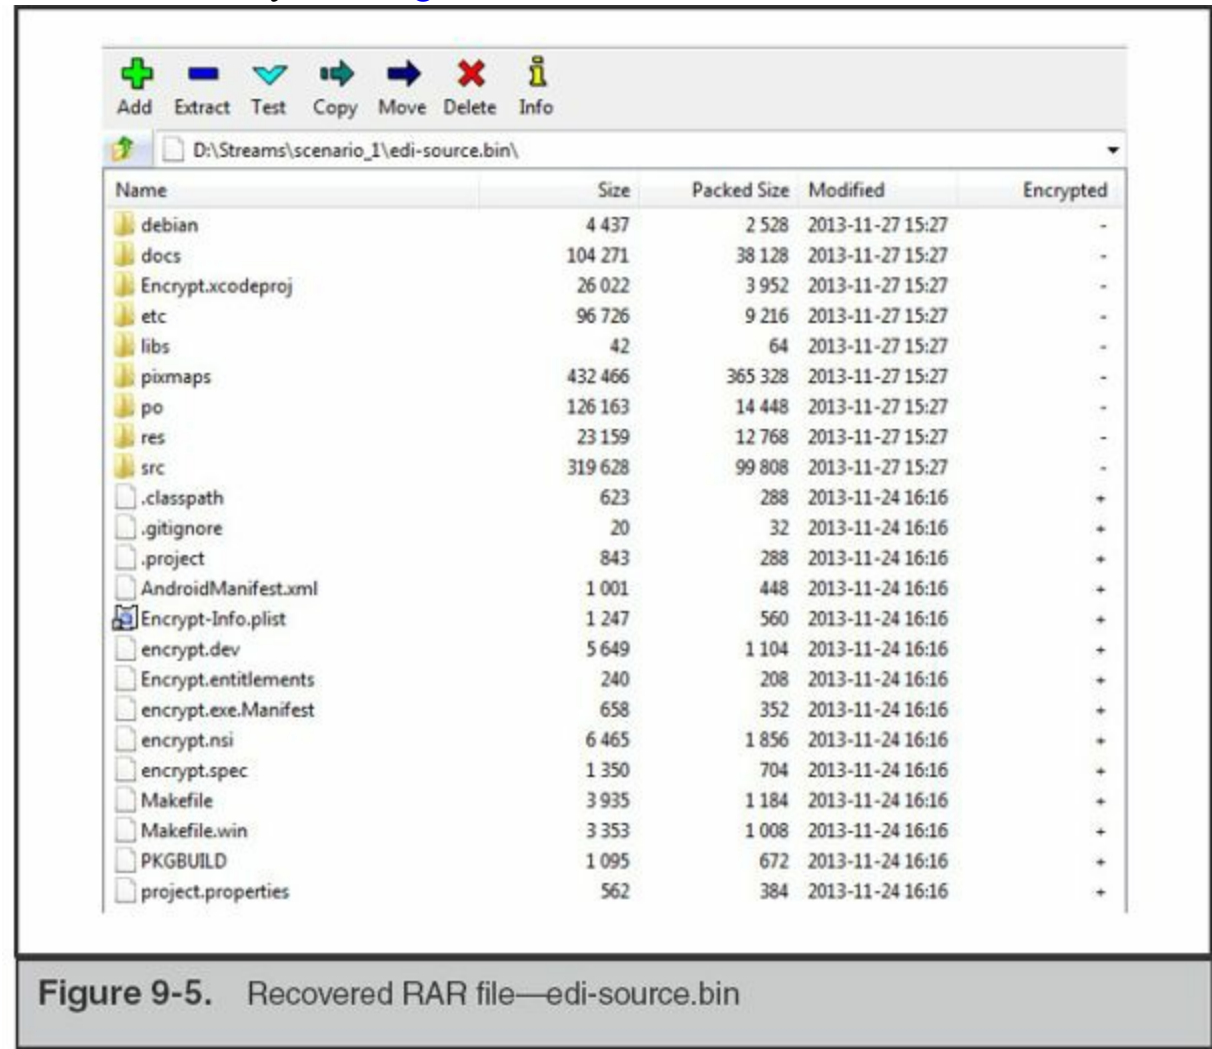 Add Extract Test Copy Move Delete Info
D:\Streams\scenario_1\edi-source.bin\
Name Size Packed Size Modified Encrypted
debian 4 437 2 528 2013-11-27 15:27 -
docs 104 271 38 128 2013-11-27 15:27 -
Encrypt.xcodeproj 26 022 3 952 2013-11-27 15:27 -
etc 96 726 9 216 2013-11-27 15:27 -
libs 42 64 2013-11-27 15:27 -
pixmaps 432 466 365 328 2013-11-27 15:27 -
po 126 163 14 448 2013-11-27 15:27 -
res 23 159 12 768 2013-11-27 15:27 -
src 319 628 99 808 2013-11-27 15:27 -
.classpath 623 288 2013-11-24 16:16 +
.gitignore 20 32 2013-11-24 16:16 +
.project 843 288 2013-11-24 16:16 +
AndroidManifest.xml 1 001 448 2013-11-24 16:16 +
Encrypt-Info.plist 1 247 560 2013-11-24 16:16 +
encrypt.dev 5 649 1 104 2013-11-24 16:16 +
Encrypt.entitlements 240 208 2013-11-24 16:16 +
encrypt.exe.Manifest 658 352 2013-11-24 16:16 +
encrypt.nsi 6 465 1 856 2013-11-24 16:16 +
encrypt.spec 1 350 704 2013-11-24 16:16 +
Makefile 3 935 1 184 2013-11-24 16:16 +
Makefile.win 3 353 1 008 2013-11-24 16:16 +
PKGBUILD 1 095 672 2013-11-24 16:16 +
project.properties 562 384 2013-11-24 16:16 +
Figure 9-5. Recovered RAR file—edi-source.bin